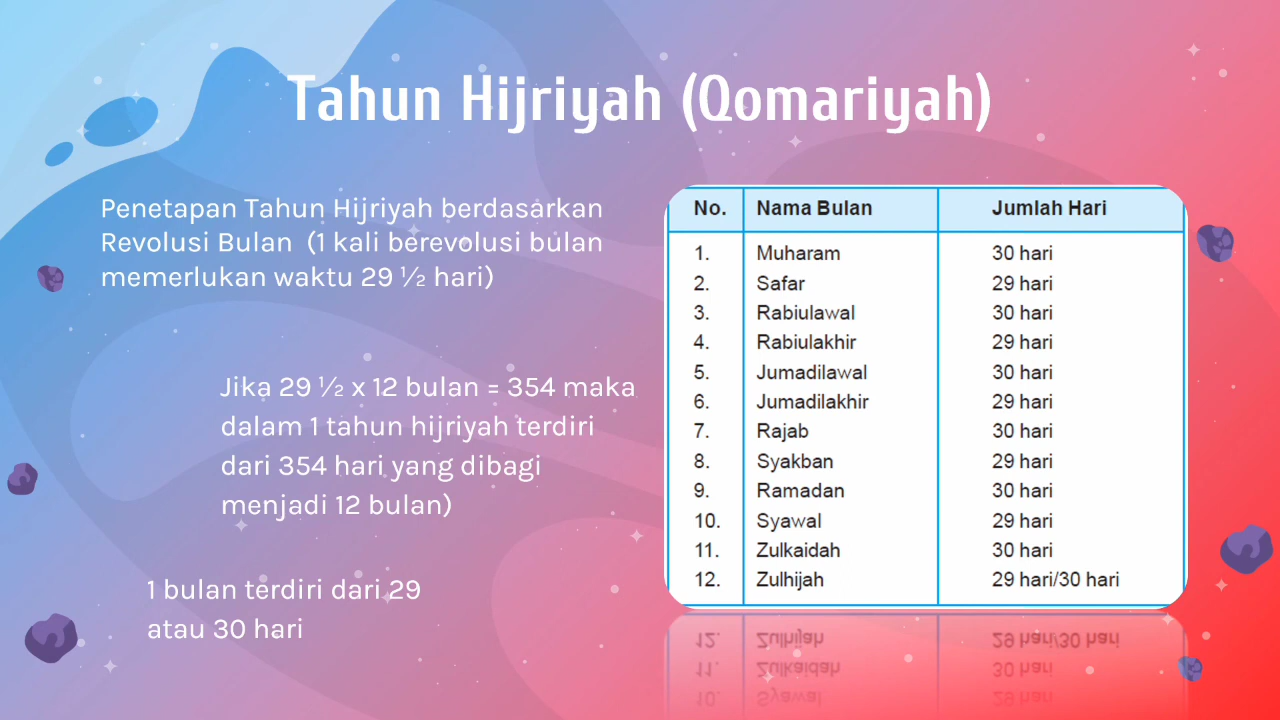 Tahun Hijriyah (Qomariyah)
Penetapan Tahun Hijriyah berdasarkan
Revolusi Bulan (1 kali berevolusi bulan
memerlukan waktu 29 ½ hari)
Jika 29 ½ x 12 bulan = 354 maka
dalam 1 tahun hijriyah terdiri
dari 354 hari yang dibagi
menjadi 12 bulan)
1 bulan terdiri dari 29
atau 30 hari
No. Nama Bulan Jumlah Hari
1. Muharam 30 hari
2. Safar 29 hari
3. Rabiulawal 30 hari
4. Rabiulakhir 29 hari
5. Jumadilawal 30 hari
6. Jumadilakhir 29 hari
7. Rajab 30 hari
8. Syakban 29 hari
9. Ramadan 30 hari
10. Syawal 29 hari
11. Zulkaidah 30 hari
12. Zulhijah 29 hari/30 hari